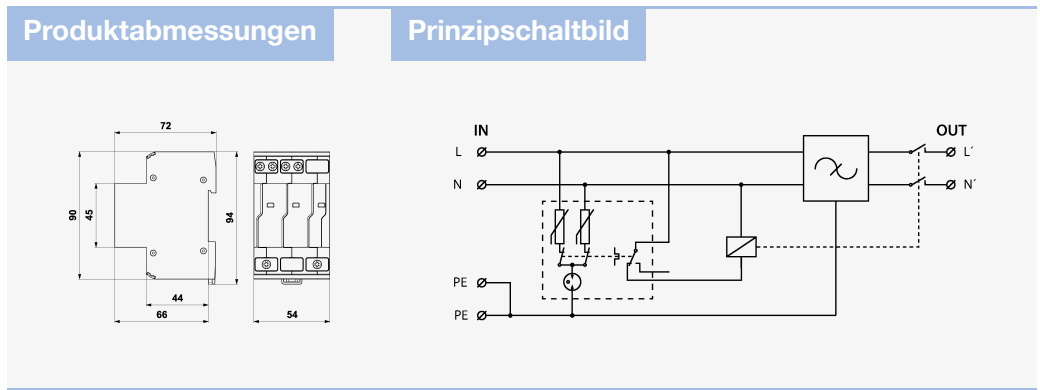 Produktabmessungen
Prinzipschaltbild
72
90
45
94
44
66
54
IN
OUT
L
L´
N
N´
PE
PE